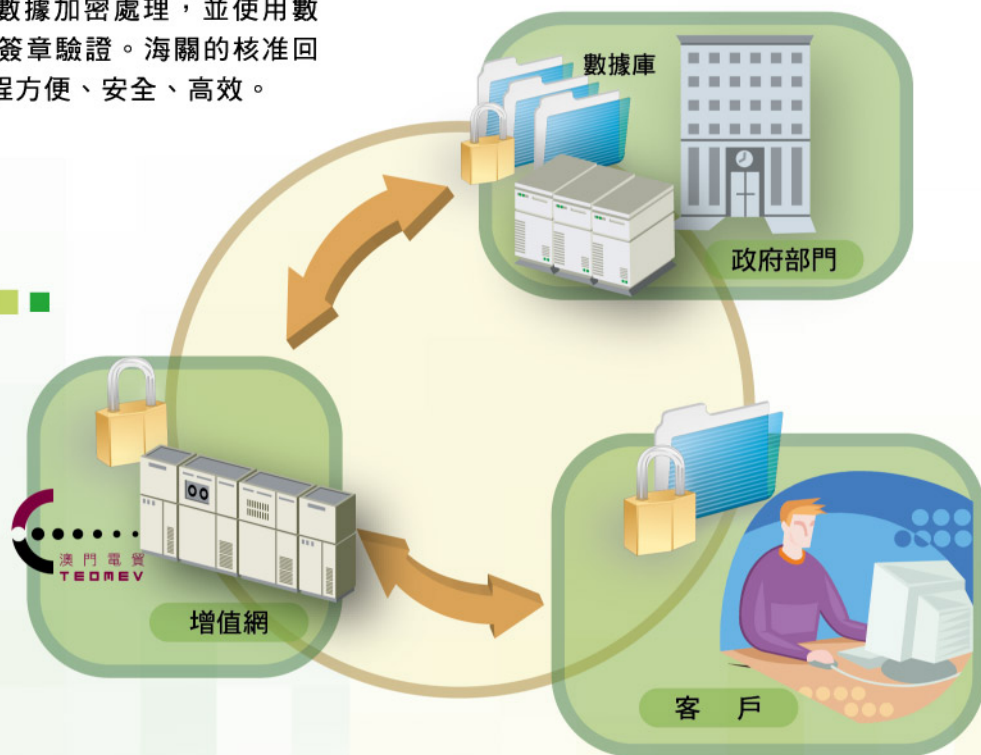 數據加密處理，並使用數
簽章驗證。海關的核准回
程方便、安全、高效。
數據庫
政府部門
澳門電貿
TEDMEV
增值網
客 戶